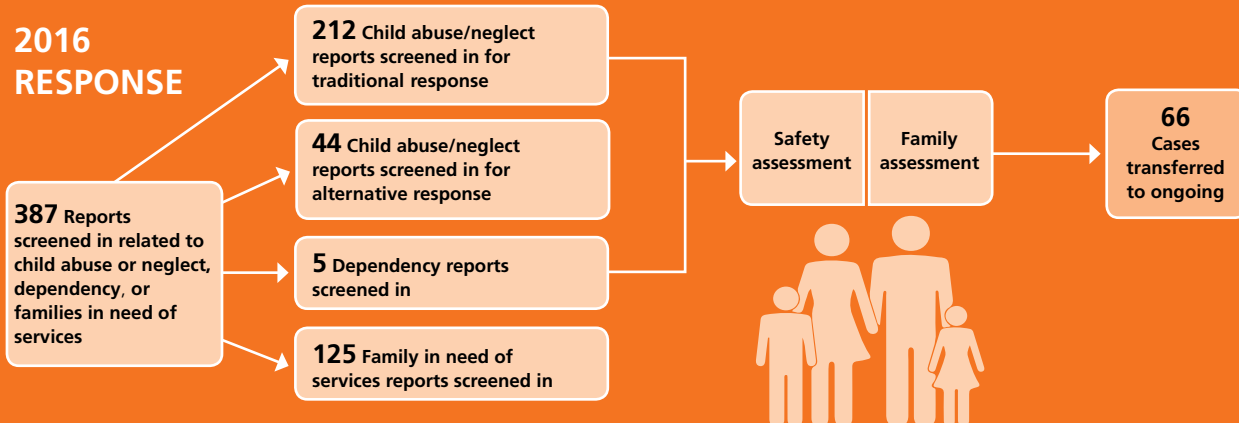 2016
RESPONSE
387 Reports
screened in related to
child abuse or neglect,
dependency, or
families in need of
services
212 Child abuse/neglect
reports screened in for
traditional response
44 Child abuse/neglect
reports screened in for
alternative response
5 Dependency reports
screened in
125 Family in need of
services reports screened in
Safety
assessment
Family
assessment
66
Cases
transferred
to ongoing